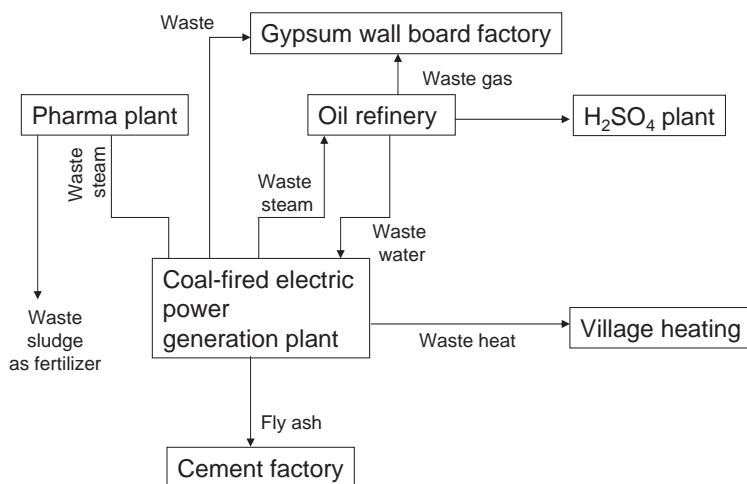 Waste
Gypsum wall board factory
Waste gas
Pharma plant
Oil refinery
H₂SO₄ plant
Waste
steam
Waste
steam
Waste
water
Coal-fired electric
power
generation plant
Waste
sludge
as fertilizer
Waste heat
Village heating
Fly ash
Cement factory